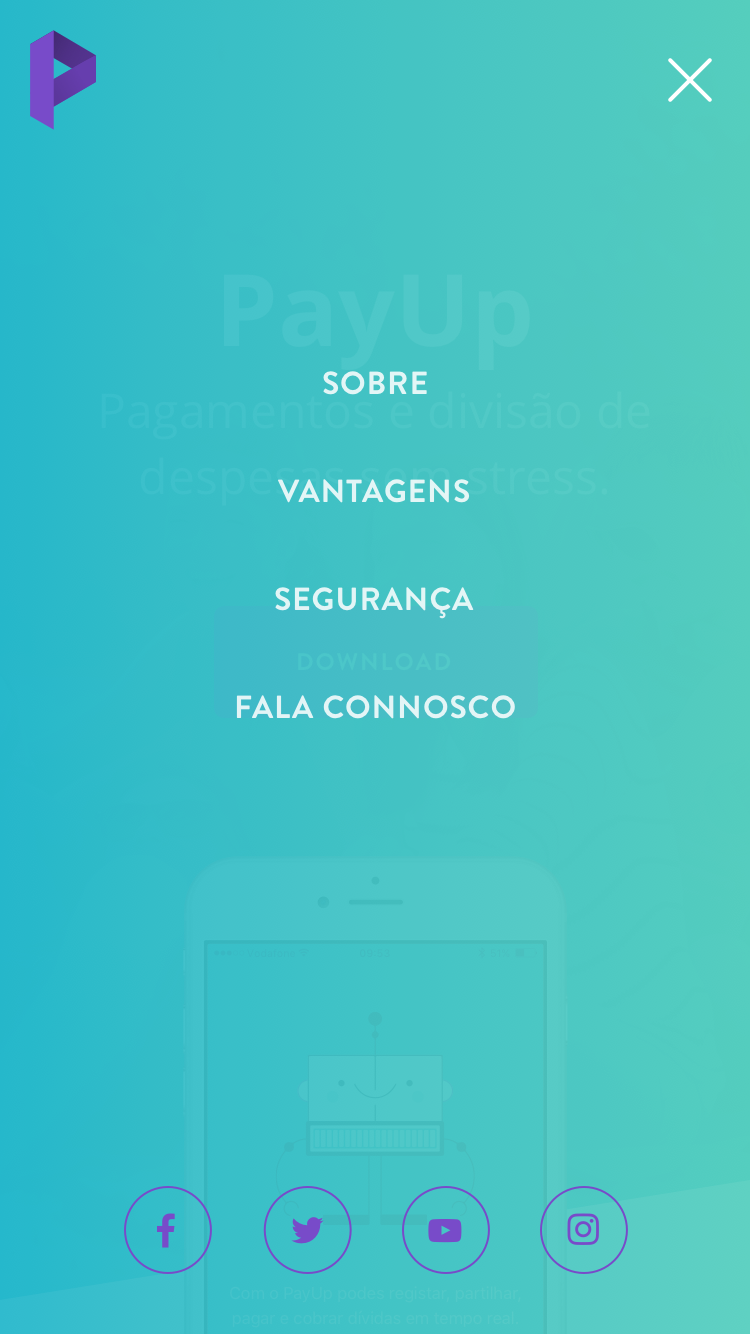 PayUp
SOBRE
Pagamentos e divisão de
despesas sem stress.
VANTAGENS
SEGURANÇA
DOWNLOAD
FALA CONNOSCO
Com o PayUp podes registar, partilhar,
pagar e cobrar dívidas em tempo real.